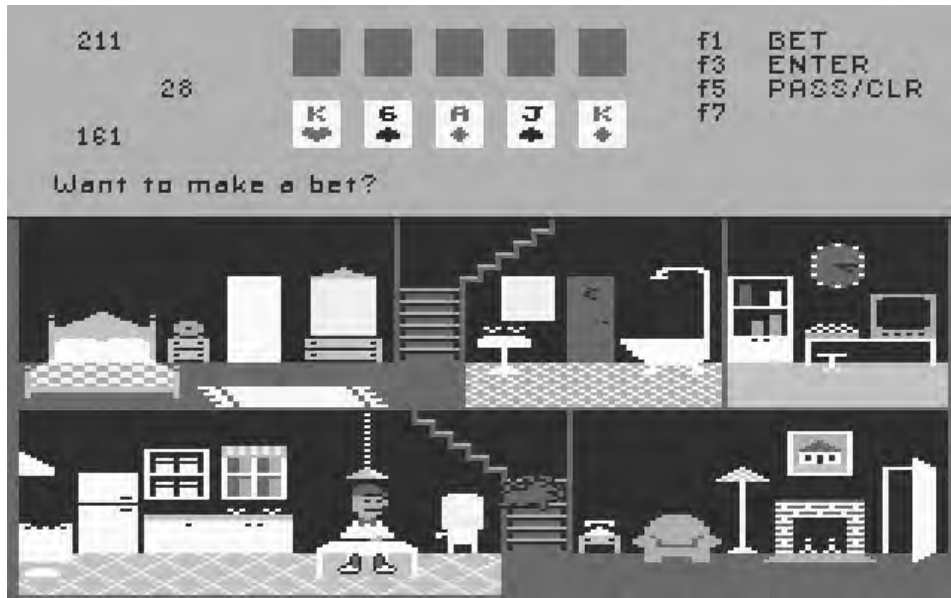 211
28
161
K 6 A J K
f1 BET
f3 ENTER
f5 PASS/CLR
f7
Want to make a bet?